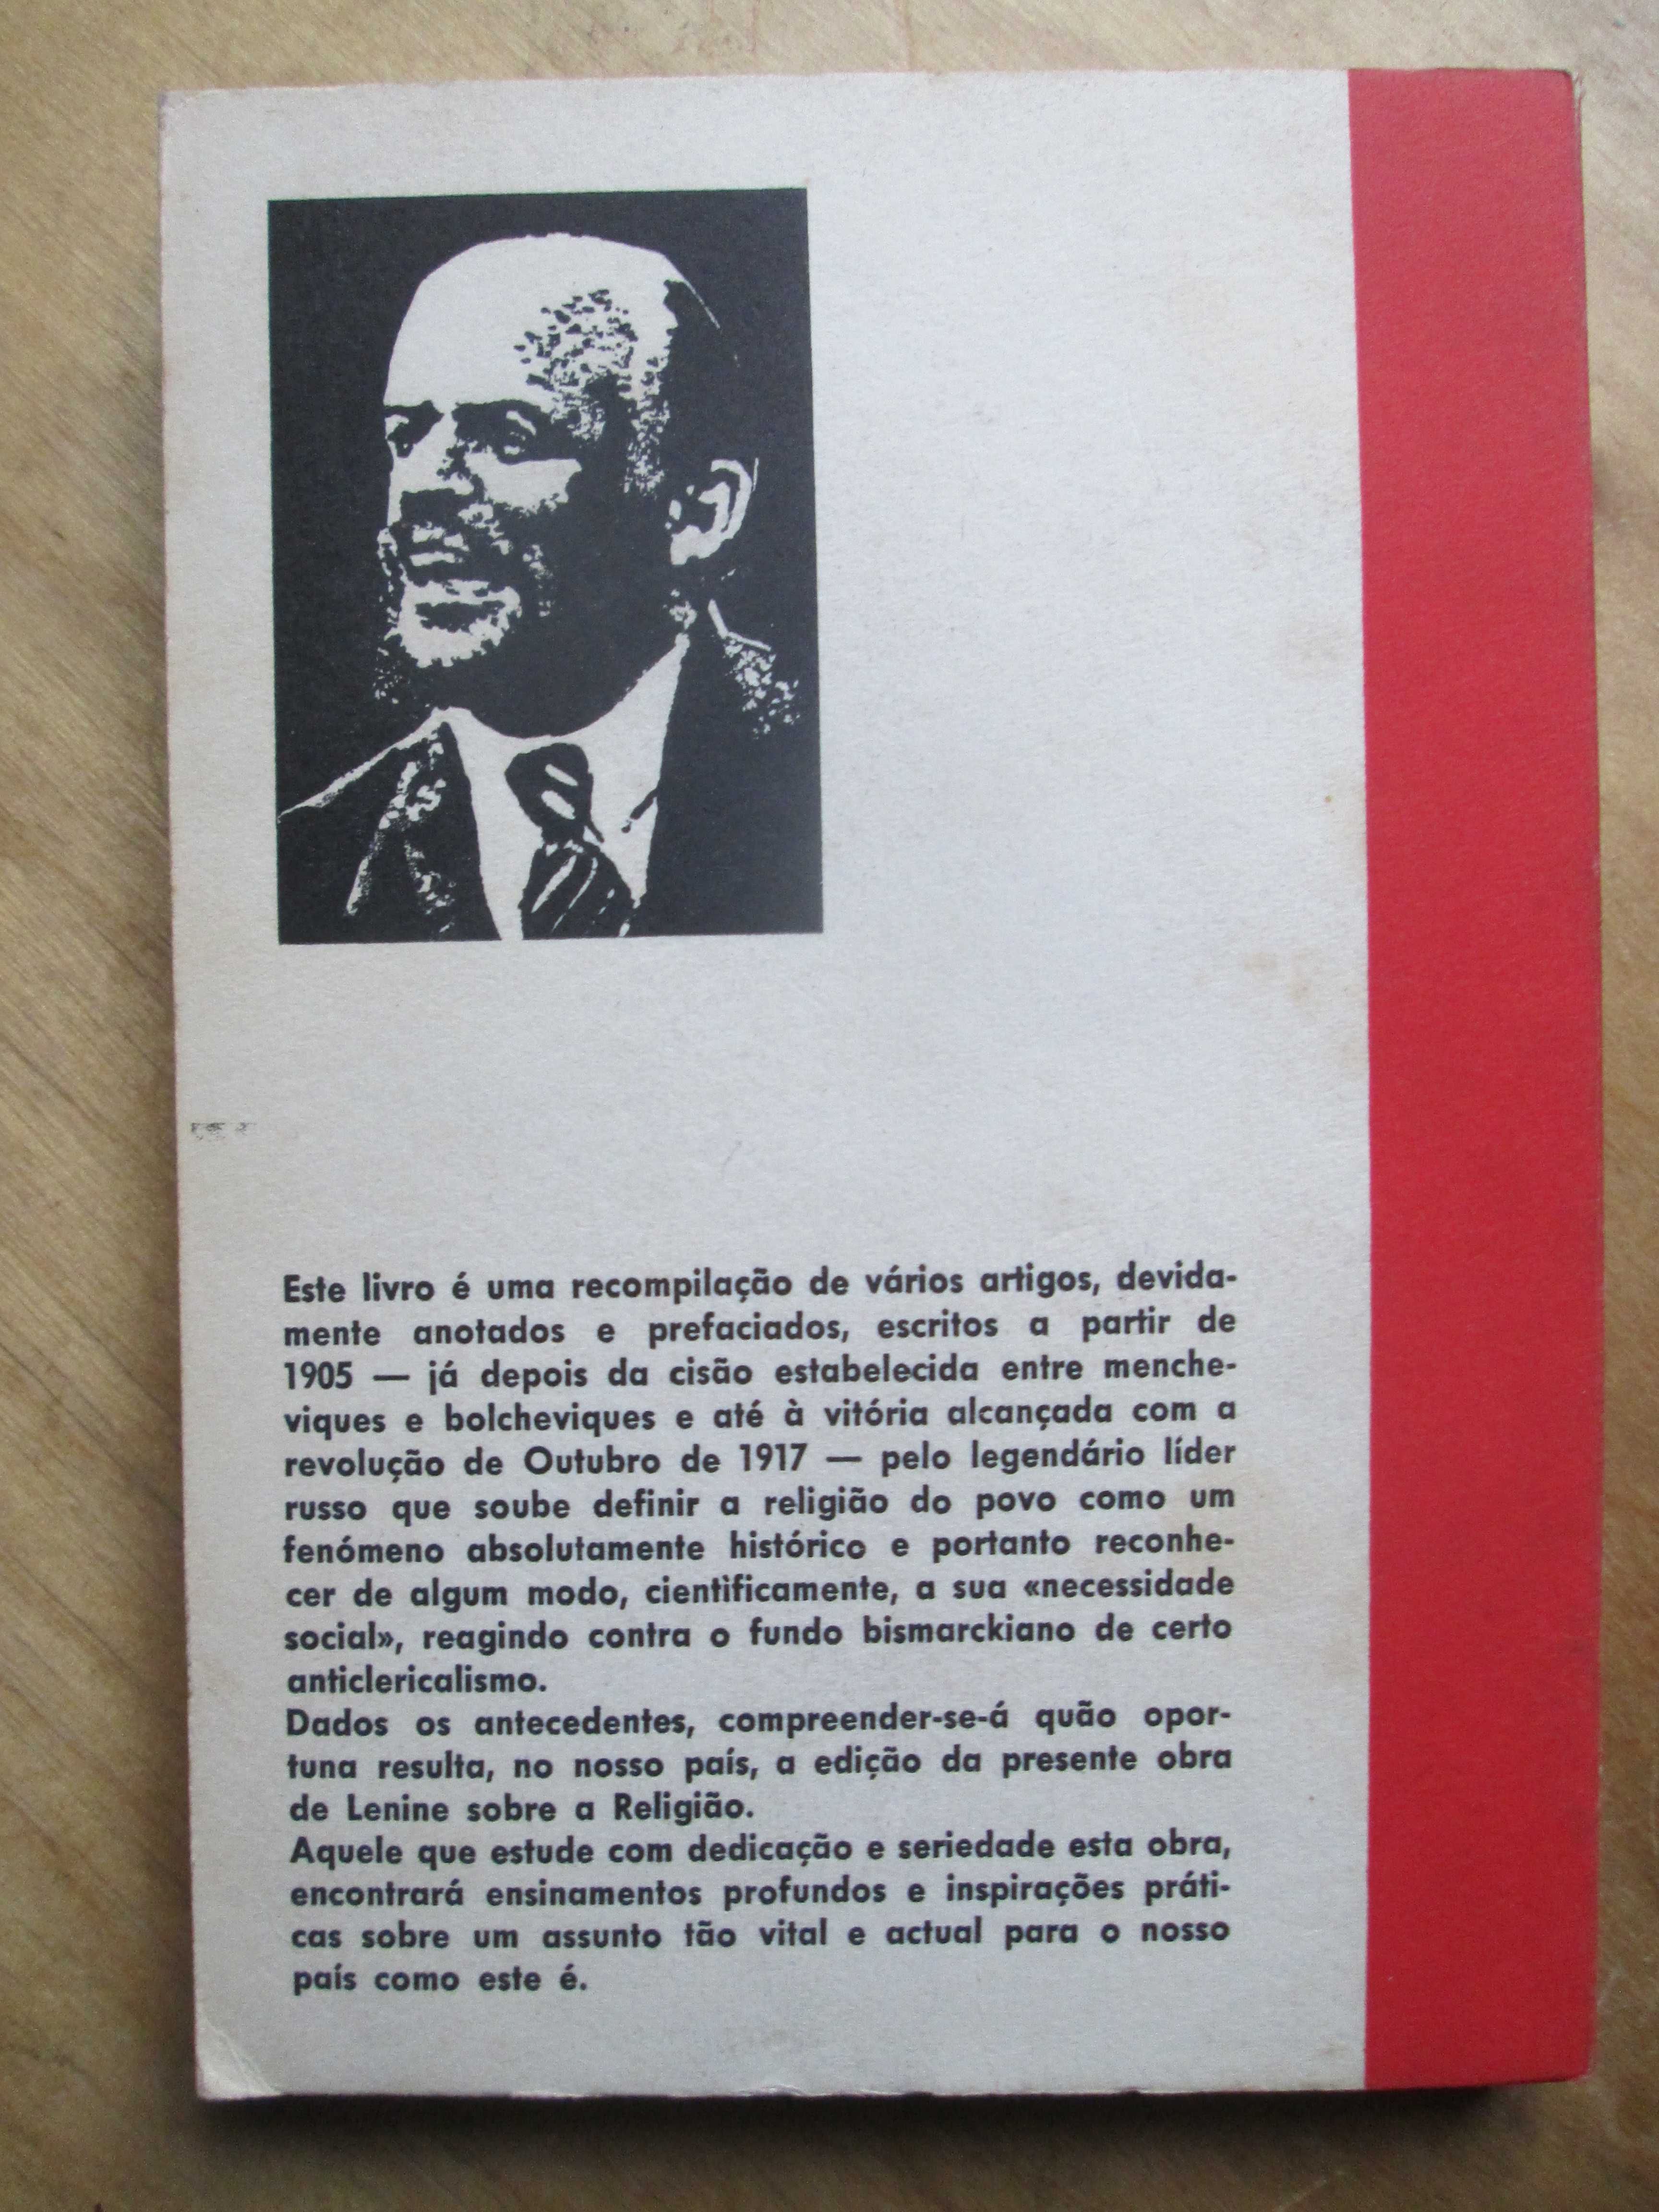 Este livro é uma recompilação de vários artigos, devida-
mente anotados e prefaciados, escritos a partir de
1905 — já depois da cisão estabelecida entre menche-
viques e bolcheviques e até à vitória alcançada com a
revolução de Outubro de 1917 — pelo legendário líder
russo que soube definir a religião do povo como um
fenómeno absolutamente histórico e portanto reconhe-
cer de algum modo, cientìficamente, a sua «necessidade
social», reagindo contra o fundo bismarckiano de certo
anticlericalismo.
Dados os antecedentes, compreender-se-á quão opor-
tuna resulta, no nosso país, a edição da presente obra
de Lenine sobre a Religião.
Aquele que estude com dedicação e seriedade esta obra,
encontrará ensinamentos profundos e inspirações práti-
cas sobre um assunto tão vital e actual para o nosso
país como este é.